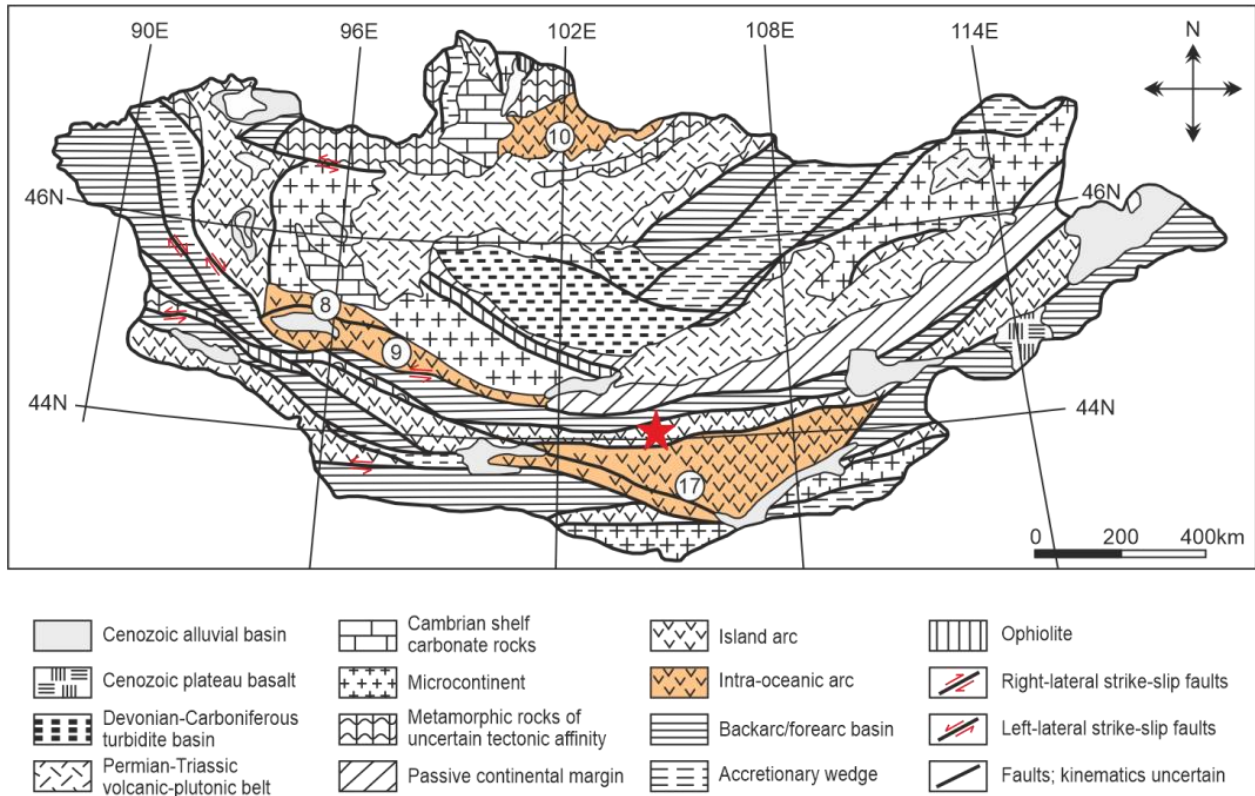 90E
96E
102E
108E
114E
N
10
46N
46N
8
9
44N
44N
17
0 200 400km
Cenozoic alluvial basin
Cambrian shelf
carbonate rocks
Island arc
Ophiolite
Cenozoic plateau basalt
Microcontinent
Intra-oceanic arc
Right-lateral strike-slip faults
Devonian-Carboniferous
turbidite basin
Metamorphic rocks of
uncertain tectonic affinity
Backarc/forearc basin
Left-lateral strike-slip faults
Permian-Triassic
volcanic-plutonic belt
Passive continental margin
Accretionary wedge
Faults; kinematics uncertain